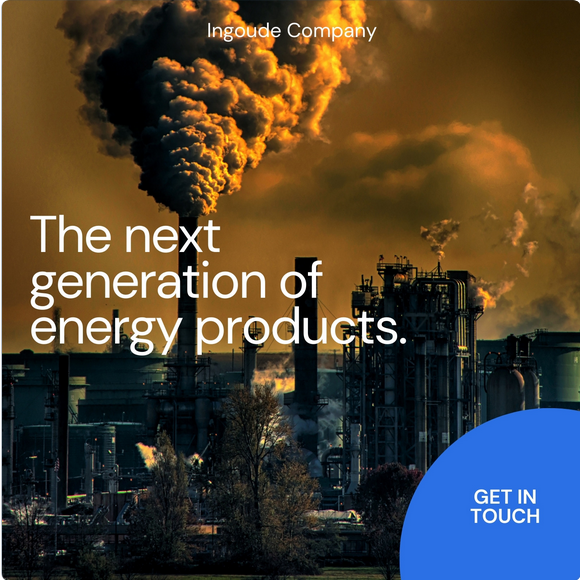 Ingoude Company
The next
generation of
energy products.
GET IN
TOUCH